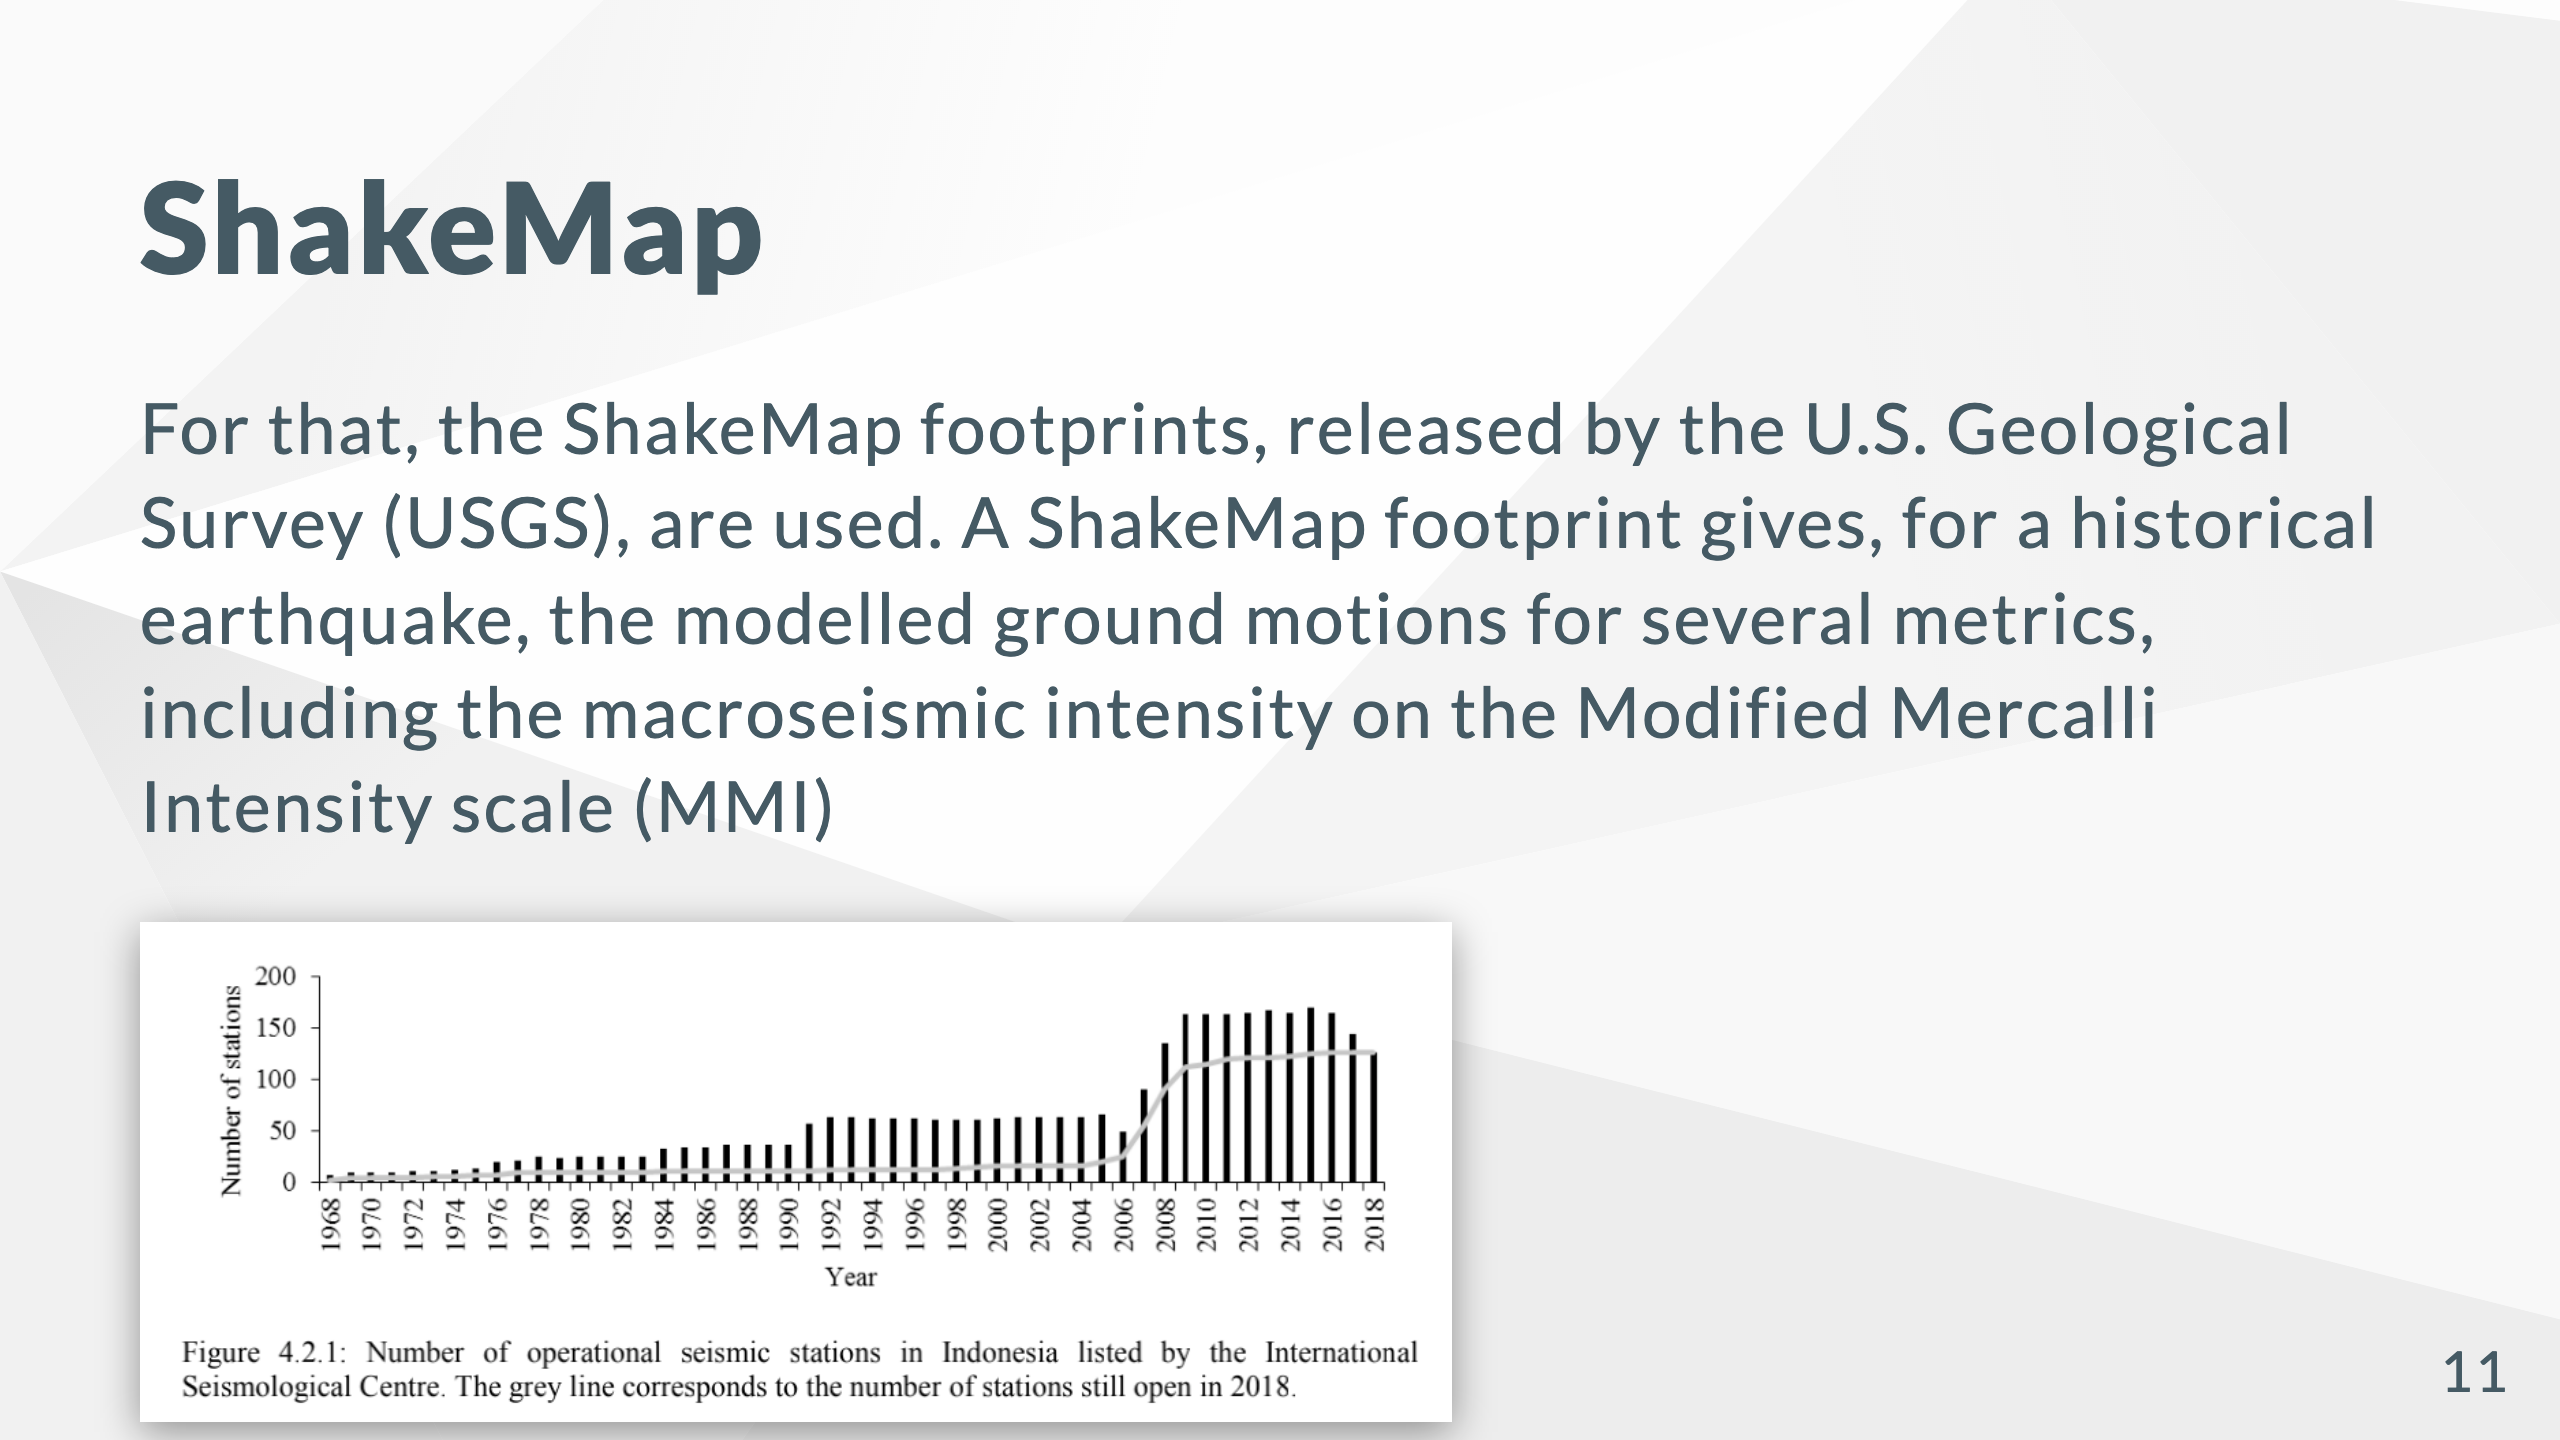 ShakeMap
For that, the ShakeMap footprints, released by the U.S. Geological
Survey (USGS), are used. A ShakeMap footprint gives, for a historical
earthquake, the modelled ground motions for several metrics,
including the macroseismic intensity on the Modified Mercalli
Intensity scale (MMI)
Number of stations
200
150
100
50
0
1968 1970 1972 1974 1976 1978 1980 1982 1984 1986 1988 1990 1992 1994 1996 1998 2000 2002 2004 2006 2008 2010 2012 2014 2016 2018
Year
Figure 4.2.1: Number of operational seismic stations in Indonesia listed by the International
Seismological Centre. The grey line corresponds to the number of stations still open in 2018.
11